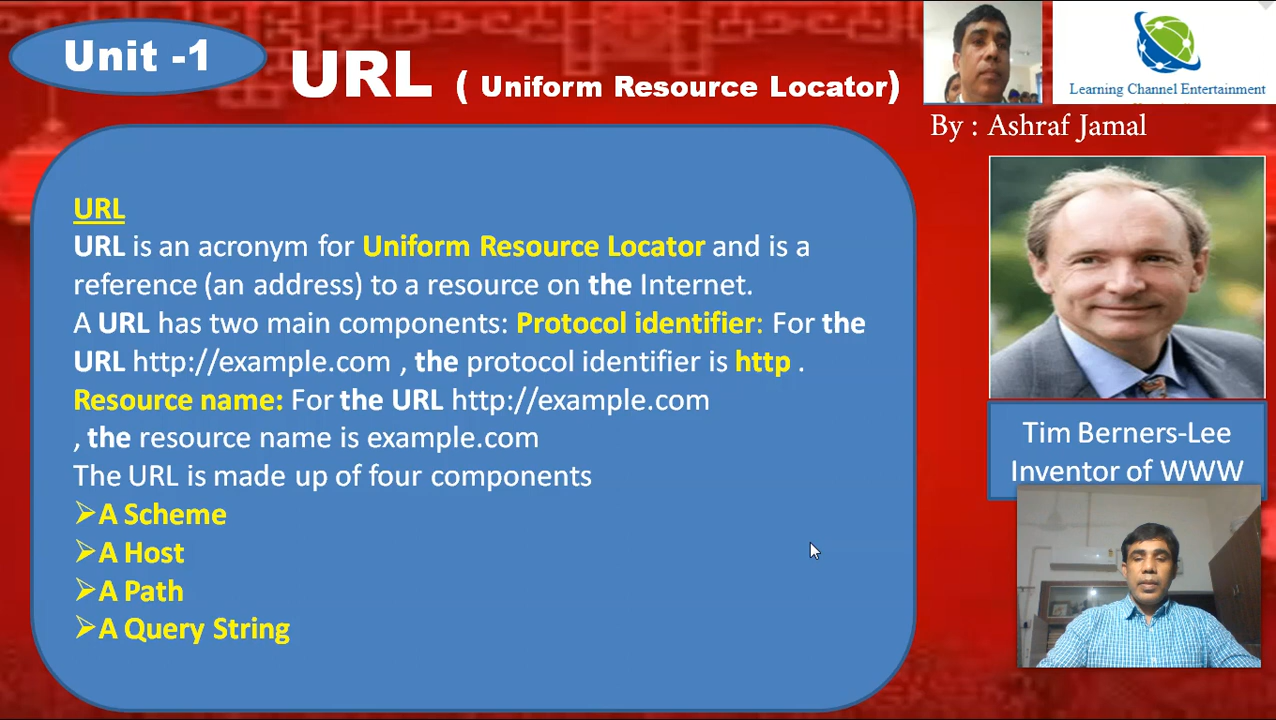 Unit -1
URL ( Uniform Resource Locator)
Learning Channel Entertainment
By : Ashraf Jamal
URL
URL is an acronym for Uniform Resource Locator and is a
reference (an address) to a resource on the Internet.
A URL has two main components: Protocol identifier: For the
URL http://example.com , the protocol identifier is http .
Resource name: For the URL http://example.com
, the resource name is example.com
The URL is made up of four components
➢A Scheme
➢A Host
➢A Path
➢A Query String
Tim Berners-Lee
Inventor of WWW